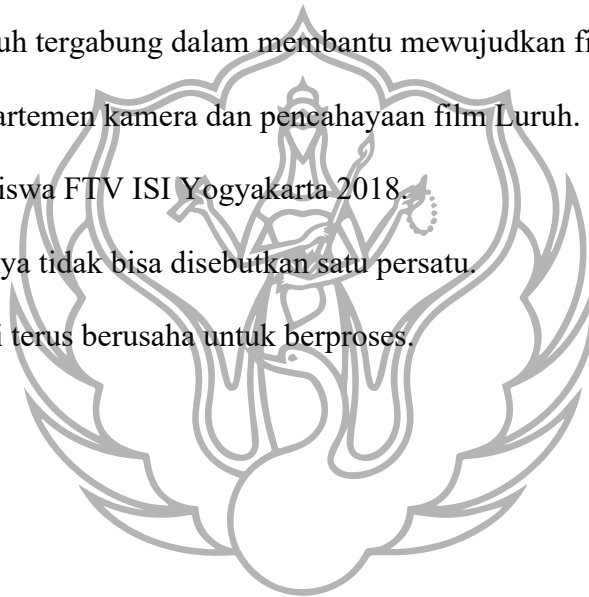 uh tergabung dalam membantu mewujudkan fi
artemen kamera dan pencahayaan film Luruh.
iswa FTV ISI Yogyakarta 2018.
ya tidak bisa disebutkan satu persatu.
i terus berusaha untuk berproses.